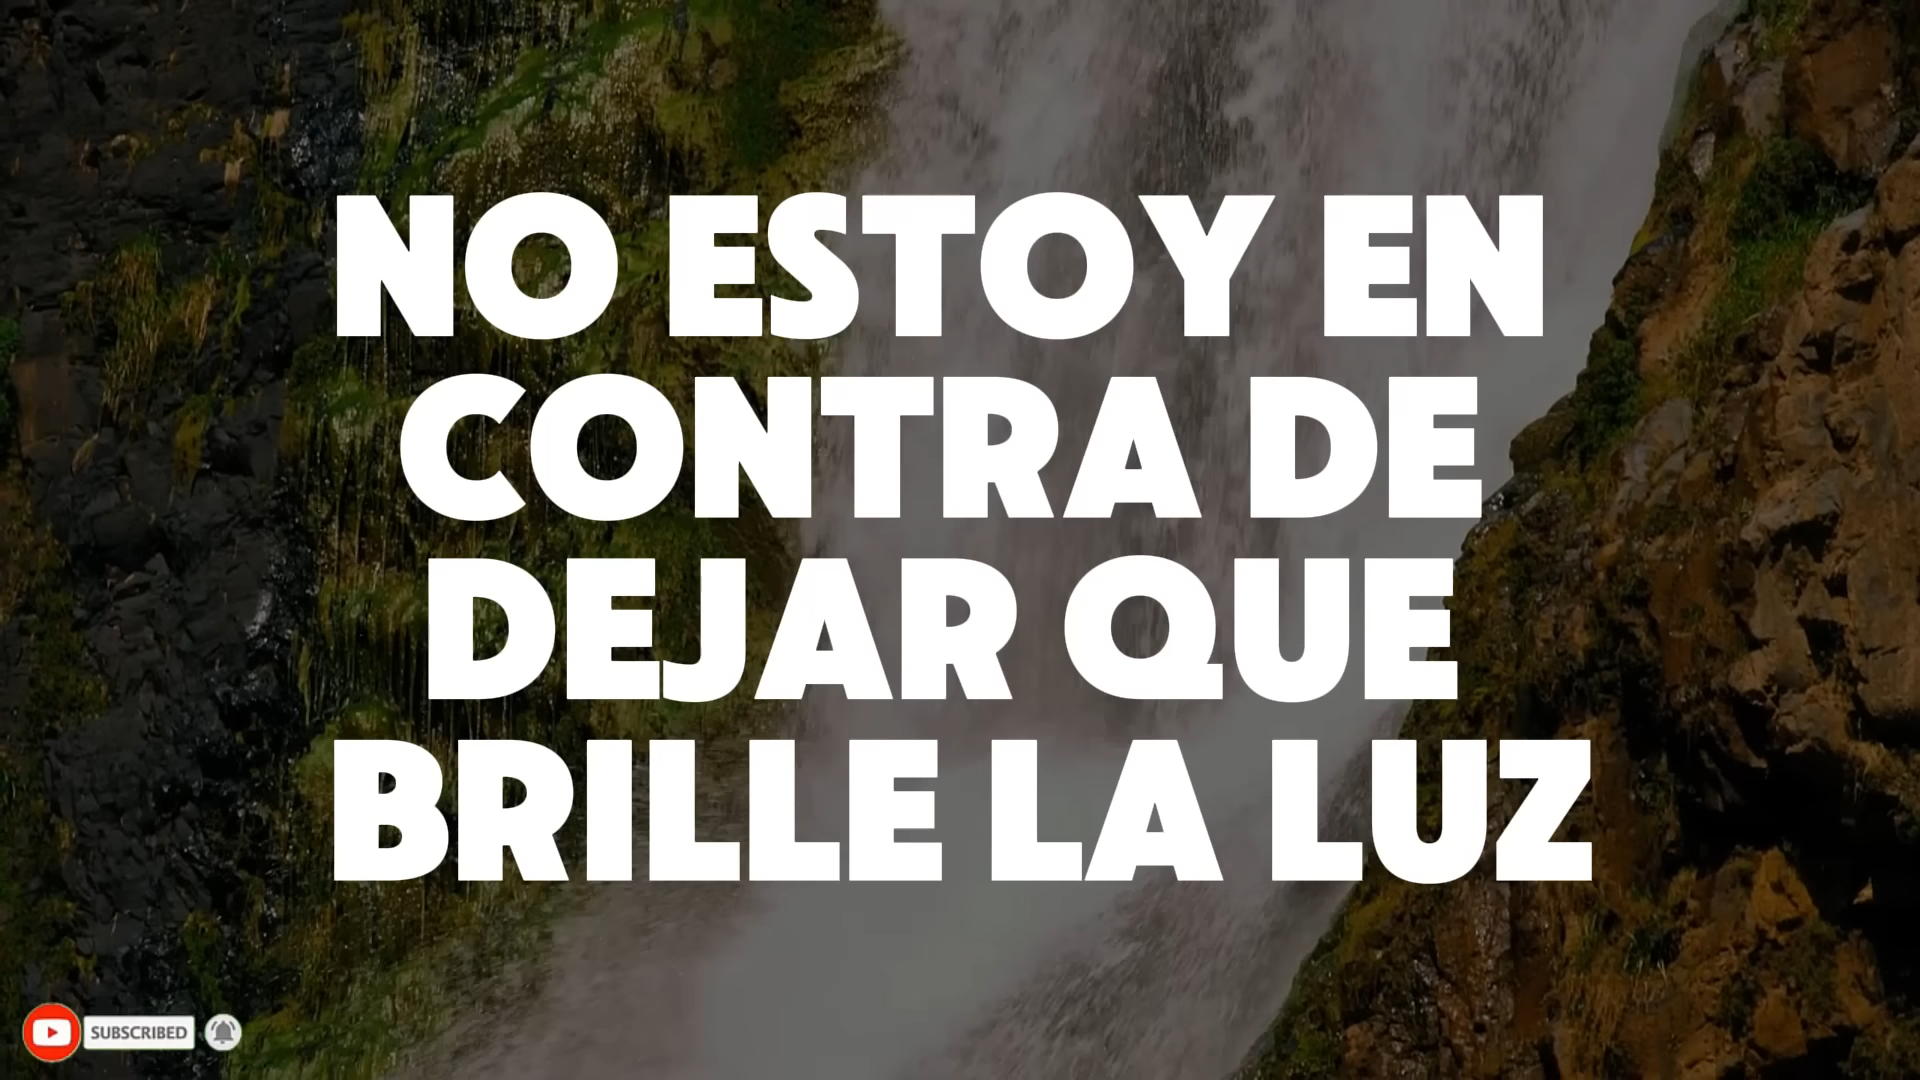 NO ESTOY EN
CONTRA DE
DEJAR QUE
BRILLE LA LUZ
SUBSCRIBED